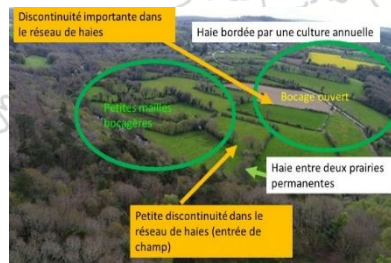 Discontinuité importante dans
le réseau de haies
Haie bordée par une culture annuelle
Petites mailles
bocagères
Bocage ouvert
Haie entre deux prairies
permanentes
Petite discontinuité dans le
réseau de haies (entrée de
champ)